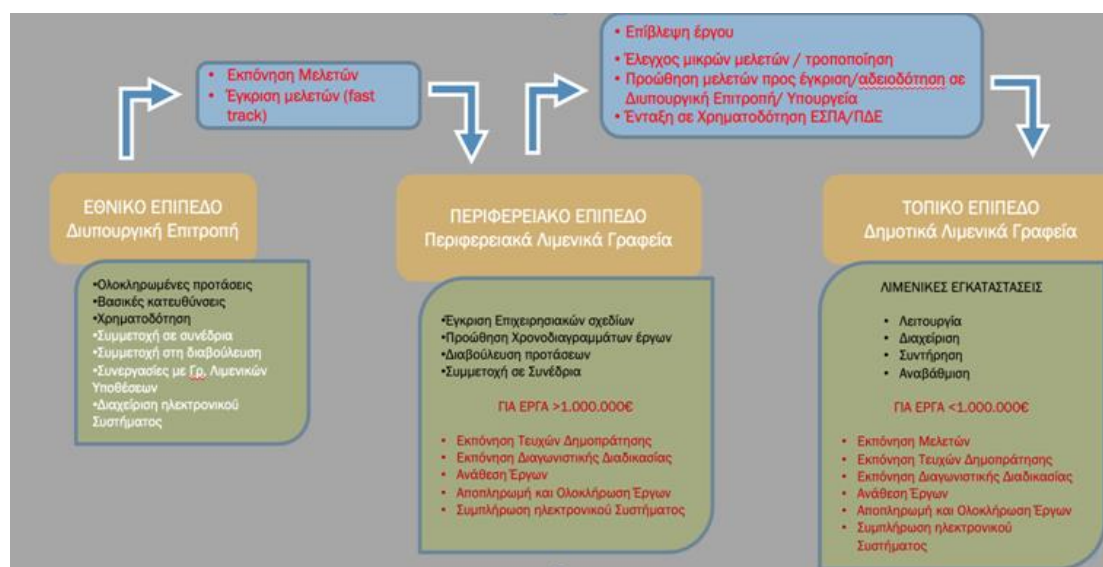 • Εκπόνηση Μελετών
• Έγκριση μελετών (fast
track)
• Επίβλεψη έργου
• Έλεγχος μικρών μελετών / τροποποίηση
• Προώθηση μελετών προς έγκριση/αδειοδότηση σε
Διυπουργική Επιτροπή/ Υπουργεία
• Ένταξη σε Χρηματοδότηση ΕΣΠΑ/ΠΔΕ
ΕΘΝΙΚΟ ΕΠΙΠΕΔΟ
Διυπουργική Επιτροπή
•Ολοκληρωμένες προτάσεις
•Βασικές κατευθύνσεις
•Χρηματοδότηση
•Συμμετοχή σε συνέδρια
•Συμμετοχή στη διαβούλευση
•Συνεργασίες με Γρ. Λιμενικών
Υποθέσεων
•Διαχείριση ηλεκτρονικού
Συστήματος
ΠΕΡΙΦΕΡΕΙΑΚΟ ΕΠΙΠΕΔΟ
Περιφερειακά Λιμενικά Γραφεία
•Έγκριση Επιχειρησιακών σχεδίων
•Προώθηση Χρονοδιαγραμμάτων έργων
•Διαβούλευση προτάσεων
•Συμμετοχή σε Συνέδρια
ΓΙΑ ΕΡΓΑ >1.000.000€
• Εκπόνηση Τευχών Δημοπράτησης
• Εκπόνηση Διαγωνιστικής Διαδικασίας
• Ανάθεση Έργων
• Αποπληρωμή και Ολοκλήρωση Έργων
• Συμπλήρωση ηλεκτρονικού Συστήματος
ΤΟΠΙΚΟ ΕΠΙΠΕΔΟ
Δημοτικά Λιμενικά Γραφεία
ΛΙΜΕΝΙΚΕΣ ΕΓΚΑΤΑΣΤΑΣΕΙΣ
• Λειτουργία
• Διαχείριση
• Συντήρηση
• Αναβάθμιση
ΓΙΑ ΕΡΓΑ <1.000.000€
• Εκπόνηση Μελετών
• Εκπόνηση Τευχών Δημοπράτησης
• Εκπόνηση Διαγωνιστικής Διαδικασίας
• Ανάθεση Έργων
• Αποπληρωμή και Ολοκλήρωση Έργων
• Συμπλήρωση ηλεκτρονικού
Συστήματος